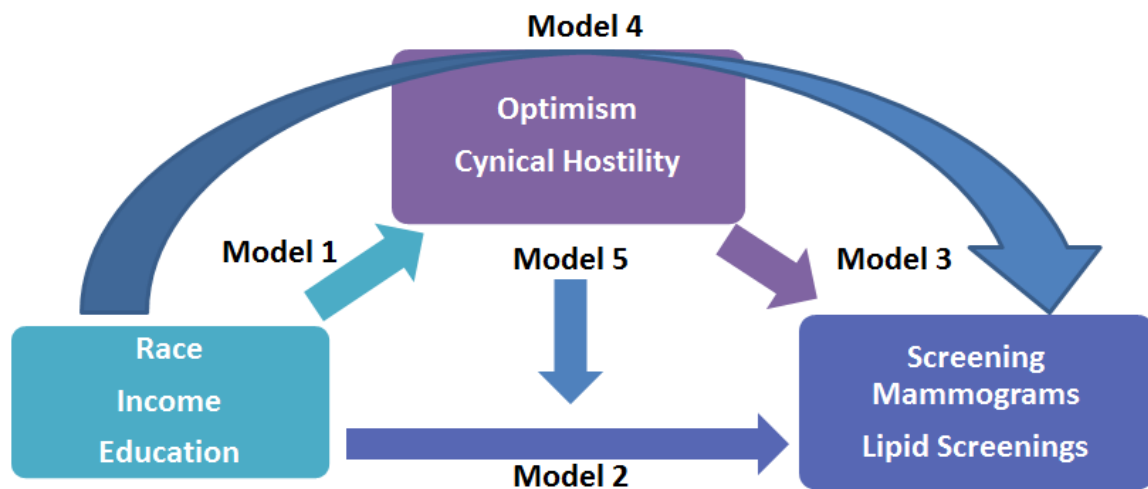 Model 4
Optimism
Cynical Hostility
Model 1
Model 5
Model 3
Race
Income
Education
Screening
Mammograms
Lipid Screenings
Model 2